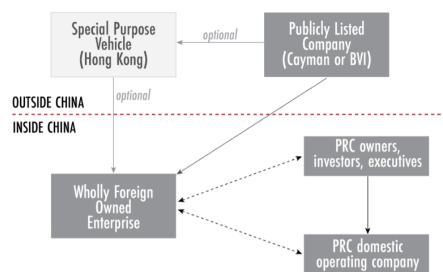 Special Purpose
Vehicle
(Hong Kong)
optional
Publicly Listed
Company
(Cayman or BVI)
optional
OUTSIDE CHINA
INSIDE CHINA
PRC owners,
investors, executives
Wholly Foreign
Owned
Enterprise
PRC domestic
operating company